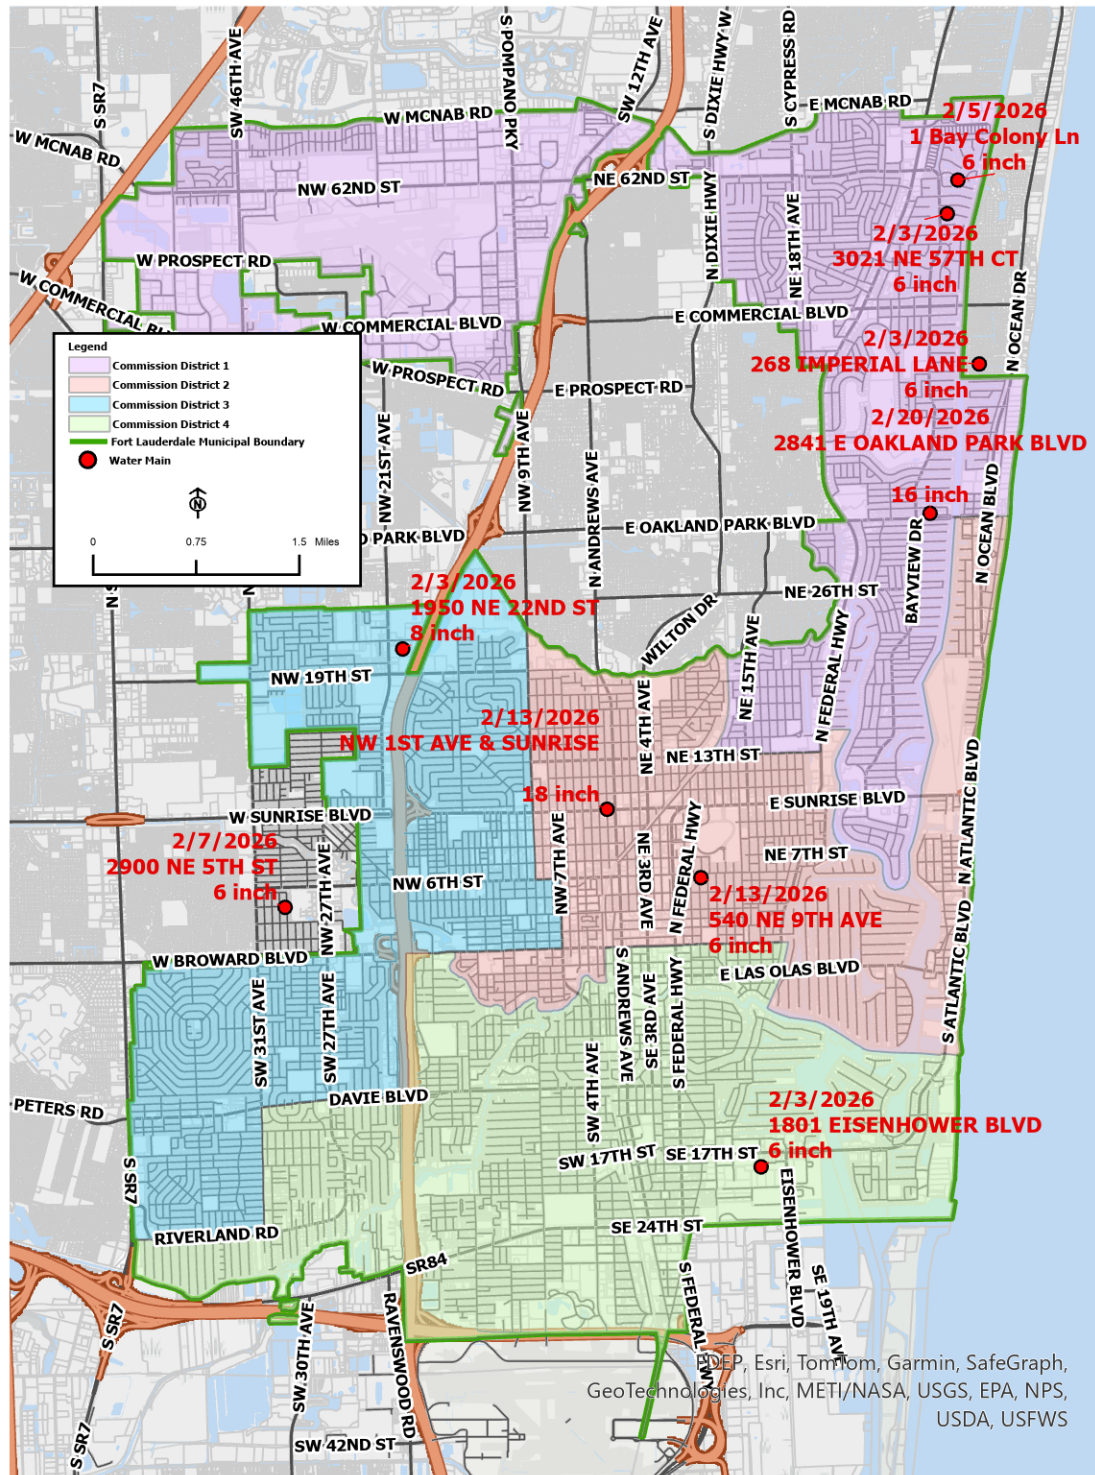 S SR7
SW 46TH AVE
S POMPANO PKY
SW 12TH AVE
S DIXIE HWY W
S CYPRESS RD
W MCNAB RD
W MCNAB RD
E MCNAB RD
2/5/2026
1 Bay Colony Ln
6 inch
NW 62ND ST
NE 62ND ST
N DIXIE HWY
NE 18TH AVE
2/3/2026
3021 NE 57TH CT
6 inch
W PROSPECT RD
W COMMERCIAL BLVD
W COMMERCIAL BLVD
E COMMERCIAL BLVD
N OCEAN DR
2/3/2026
268 IMPERIAL LANE
6 inch
W PROSPECT RD
E PROSPECT RD
Legend
Commission District 1
Commission District 2
Commission District 3
Commission District 4
Fort Lauderdale Municipal Boundary
Water Main
N
0 0.75 1.5 Miles
2/20/2026
2841 E OAKLAND PARK BLVD
16 inch
NW 21ST AVE
NW 9TH AVE
N ANDREWS AVE
D PARK BLVD
E OAKLAND PARK BLVD
BAYVIEW DR
N OCEAN BLVD
2/3/2026
1950 NE 22ND ST
8 inch
NE 26TH ST
WILTON DR
NE 15TH AVE
N FEDERAL HWY
NW 19TH ST
2/13/2026
NW 1ST AVE & SUNRISE
18 inch
NE 4TH AVE
NE 13TH ST
W SUNRISE BLVD
E SUNRISE BLVD
N ATLANTIC BLVD
2/7/2026
2900 NE 5TH ST
6 inch
NW 27TH AVE
NW 6TH ST
NW 7TH AVE
NE 3RD AVE
N FEDERAL HWY
NE 7TH ST
2/13/2026
540 NE 9TH AVE
6 inch
W BROWARD BLVD
E LAS OLAS BLVD
S ATLANTIC BLVD
SW 31ST AVE
SW 27TH AVE
S ANDREWS AVE
SE 3RD AVE
S FEDERAL HWY
SW 4TH AVE
PETERS RD
DAVIE BLVD
2/3/2026
1801 EISENHOWER BLVD
6 inch
SW 17TH ST
SE 17TH ST
S SR7
RIVERLAND RD
SE 24TH ST
EISENHOWER BLVD
SR84
S SR7
SW 30TH AVE
RAVENSWOOD RD
S FEDERAL HWY
SE 19TH AVE
S SR7
SW 42ND ST
FDEP, Esri, TomTom, Garmin, SafeGraph,
GeoTechnologies, Inc, METI/NASA, USGS, EPA, NPS,
USDA, USFWS